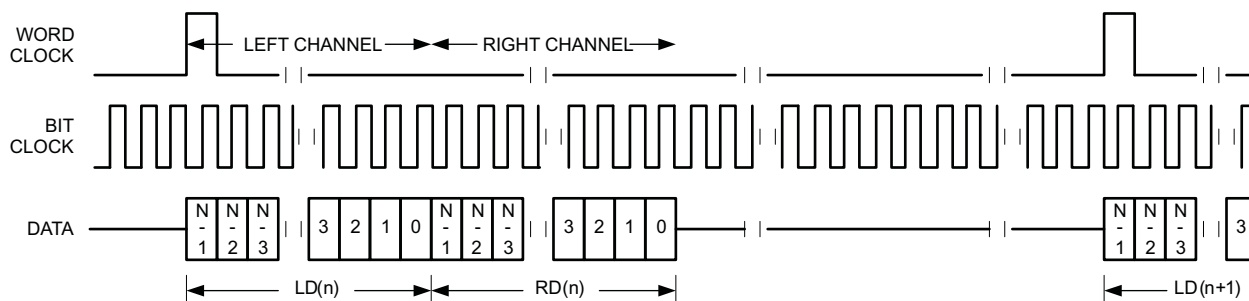 WORD
CLOCK
LEFT CHANNEL
RIGHT CHANNEL
BIT
CLOCK
DATA
N
-
1
N
-
2
N
-
3
3
2
1
0
N
-
1
N
-
2
N
-
3
3
2
1
0
N
-
1
N
-
2
N
-
3
3
LD(n)
RD(n)
LD(n+1)